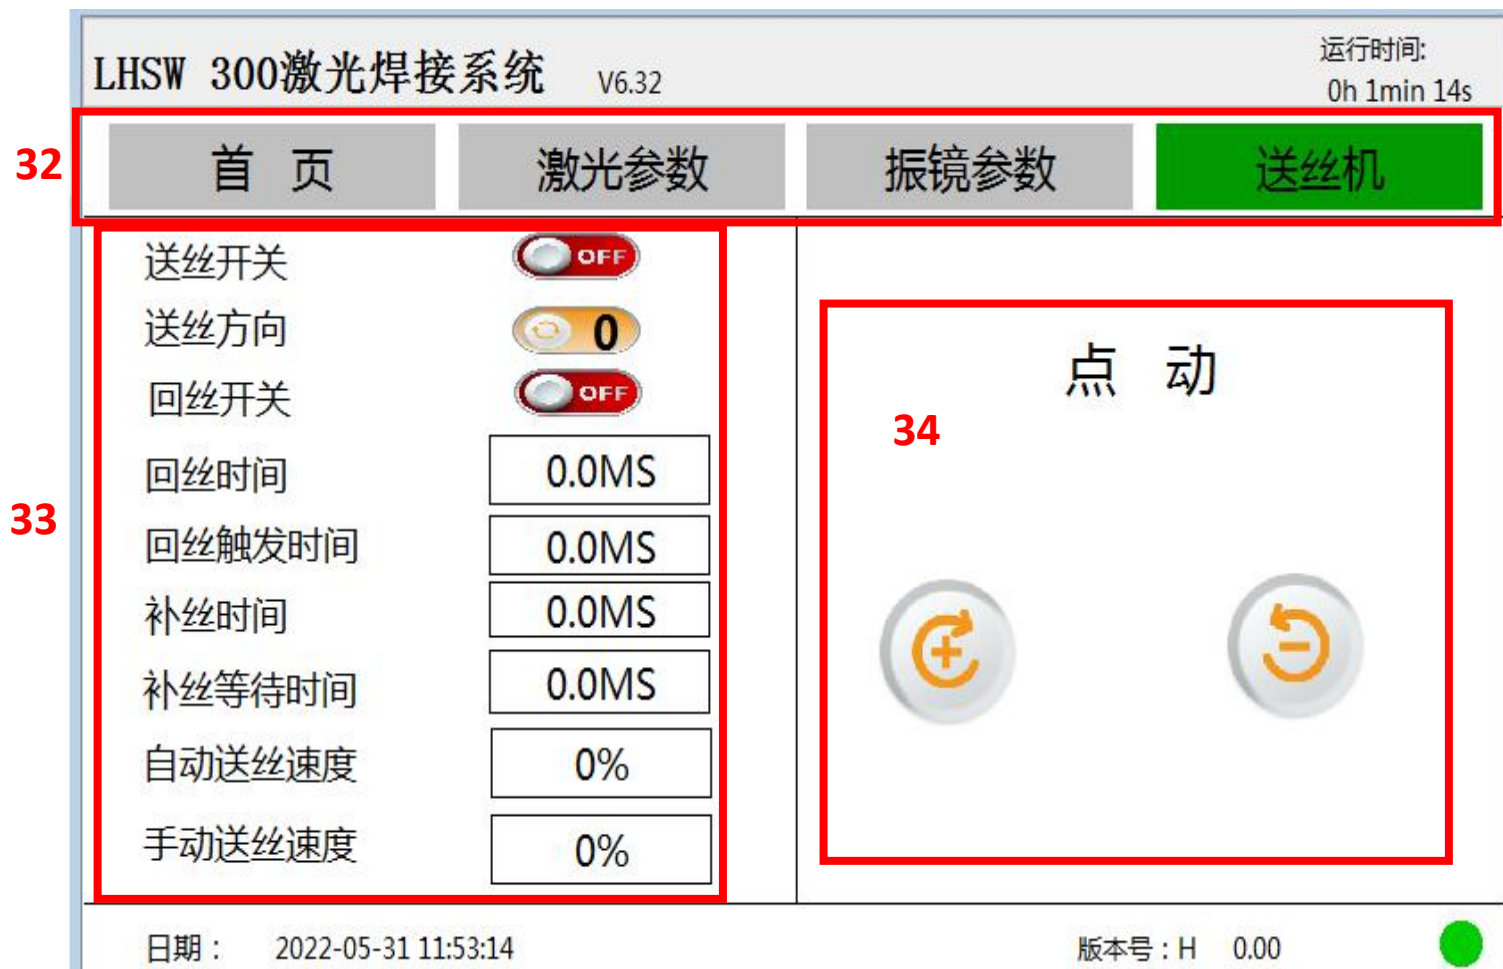 LHSW 300激光焊接系统 V6.32
运行时间:
0h 1min 14s
32
首 页 激光参数 振镜参数 送丝机
送丝开关 OFF
送丝方向 0
回丝开关 OFF
回丝时间 0.0MS
回丝触发时间 0.0MS
补丝时间 0.0MS
补丝等待时间 0.0MS
自动送丝速度 0%
手动送丝速度 0%
33
点 动
34
日期： 2022-05-31 11:53:14
版本号：H 0.00